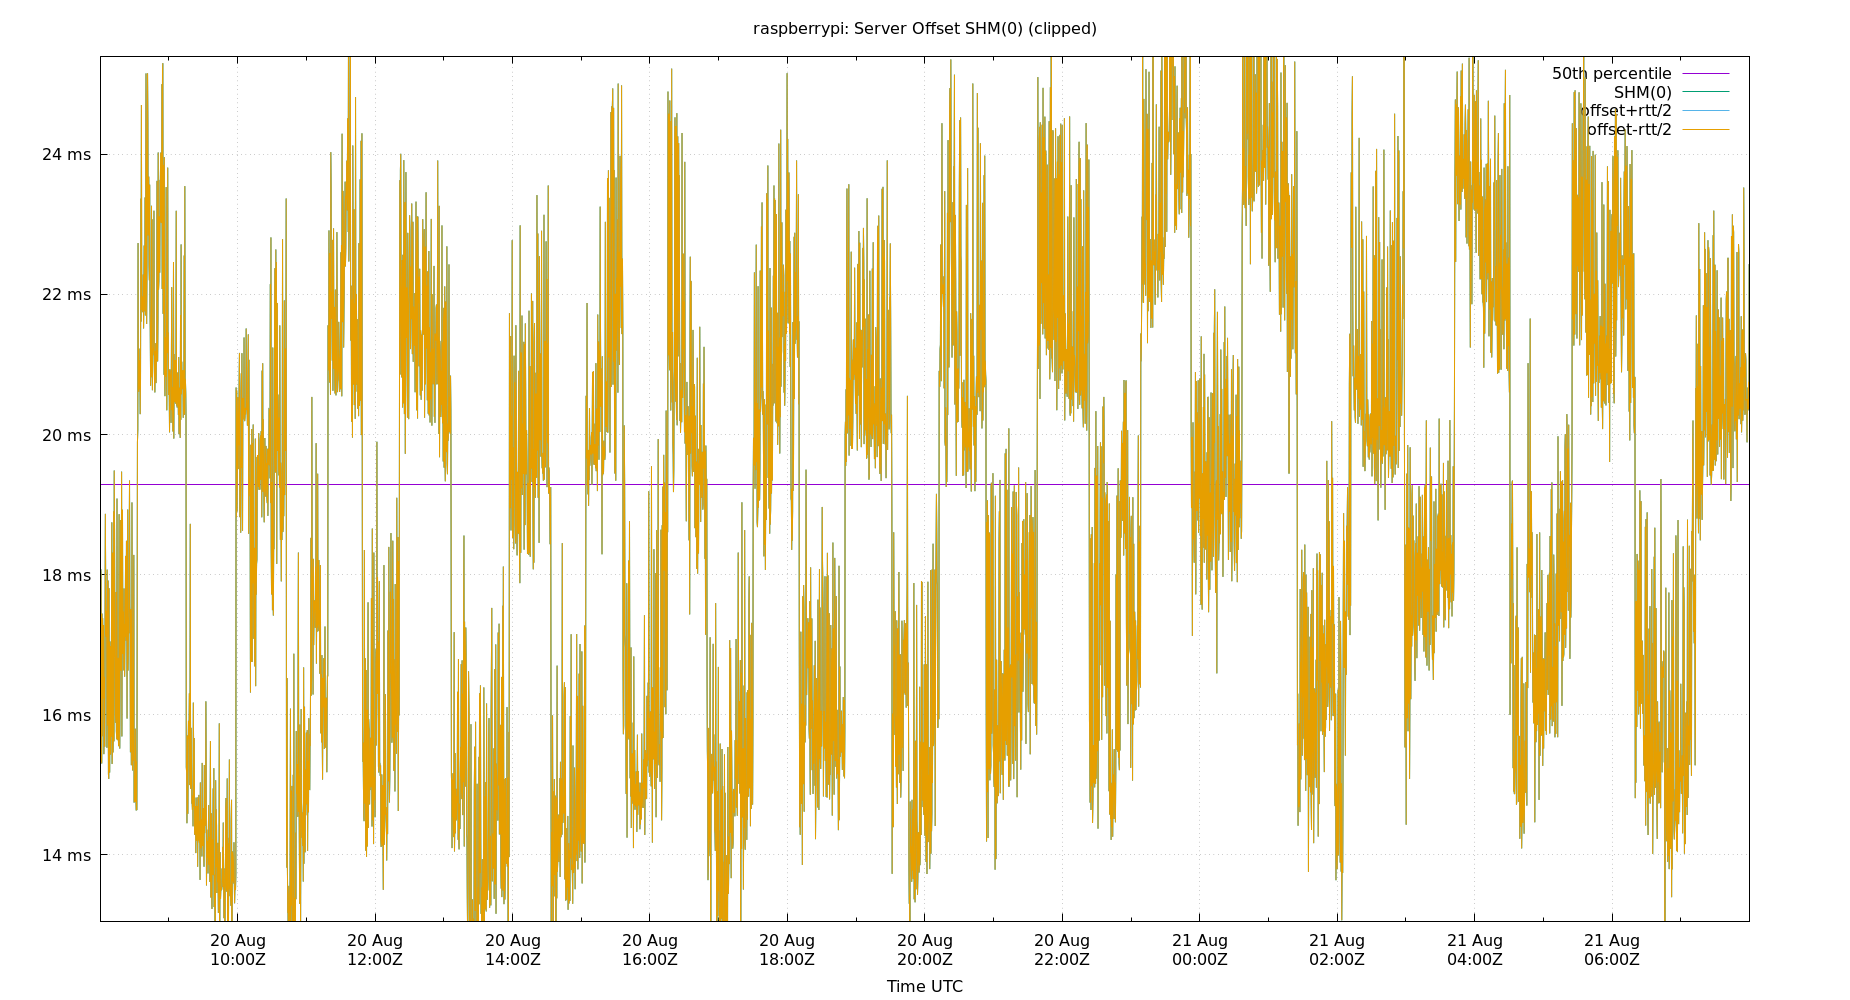 raspberrypi: Server Offset SHM(0) (clipped)
50th percentile
SHM(0)
offset+rtt/2
offset-rtt/2
24 ms
22 ms
20 ms
18 ms
16 ms
14 ms
20 Aug 20 Aug 20 Aug 20 Aug 20 Aug 20 Aug 20 Aug 21 Aug 21 Aug 21 Aug 21 Aug
10:00Z 12:00Z 14:00Z 16:00Z 18:00Z 20:00Z 22:00Z 00:00Z 02:00Z 04:00Z 06:00Z
Time UTC